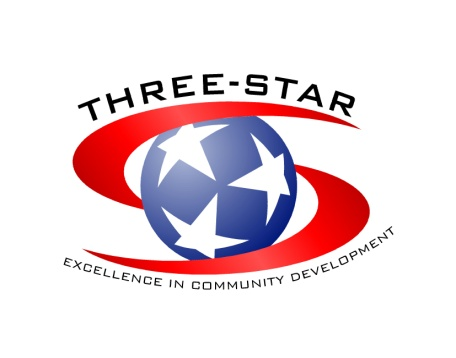 THREE-STAR
EXCELLENCE IN COMMUNITY DEVELOPMENT